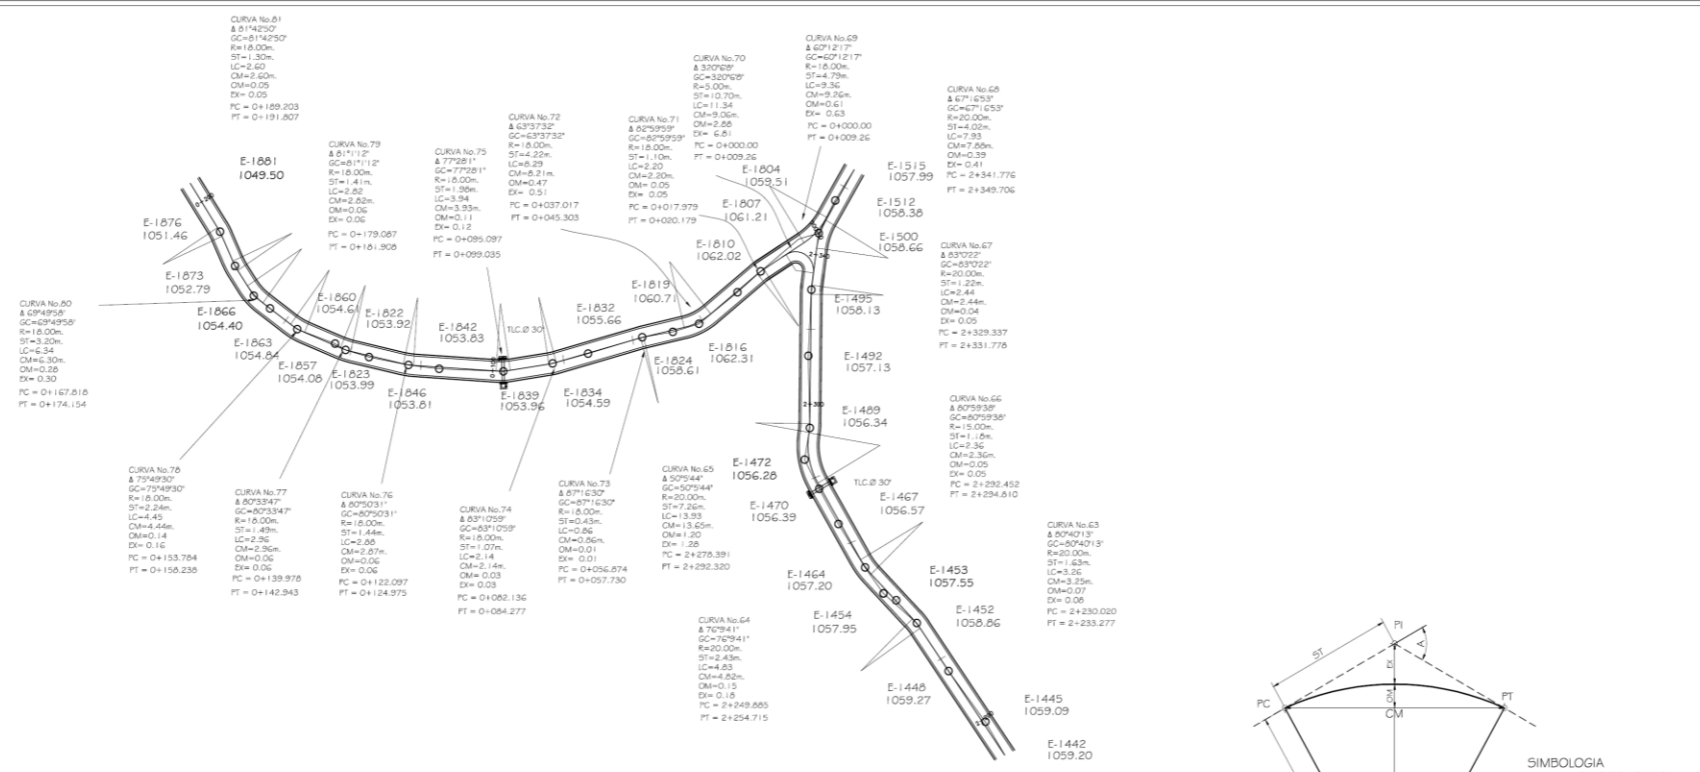 CURVA No.81
Δ 81°42'50"
GC=81°42'50"
R=18.00m.
ST=1.30m.
LC=2.60
CM=2.60m.
OM=0.05
EX= 0.05
PC = 0+189.203
PT = 0+191.807
CURVA No.79
Δ 81°1'12"
GC=81°1'12"
R=18.00m.
ST=1.41m.
LC=2.82
CM=2.82m.
OM=0.06
EX= 0.06
PC = 0+179.087
PT = 0+181.908
CURVA No.75
Δ 77°28'1"
GC=77°28'1"
R=18.00m.
ST=1.98m.
LC=3.94
CM=3.93m.
OM=0.11
EX= 0.12
PC = 0+095.097
PT = 0+099.035
CURVA No.72
Δ 63°37'32"
GC=63°37'32"
R=18.00m.
ST=4.22m.
LC=8.29
CM=8.21m.
OM=0.47
EX= 0.51
PC = 0+037.017
PT = 0+045.303
CURVA No.71
Δ 82°59'59"
GC=82°59'59"
R=18.00m.
ST=1.10m.
LC=2.20
CM=2.20m.
OM= 0.05
EX= 0.05
PC = 0+017.979
PT = 0+020.179
CURVA No.70
Δ 320°6'8"
GC=320°6'8"
R=5.00m.
ST=10.70m.
LC=11.34
CM=9.06m.
OM=2.88
EX= 6.81
PC = 0+000.00
PT = 0+009.26
CURVA No.69
Δ 60°12'17"
GC=60°12'17"
R=18.00m.
ST=4.79m.
LC=9.36
CM=9.26m.
OM=0.61
EX= 0.63
PC = 0+000.00
PT = 0+009.26
CURVA No.68
Δ 67°16'53"
GC=67°16'53"
R=20.00m.
ST=4.02m.
LC=7.93
CM=7.88m.
OM=0.39
EX= 0.41
PC = 2+341.776
PT = 2+349.706
E-1881
1049.50
E-1876
1051.46
E-1873
1052.79
E-1866
1054.40
E-1863
1054.84
E-1857
1054.08
E-1860
1054.61
E-1822
1053.92
E-1823
1053.99
E-1842
1053.83
E-1846
1053.81
TLC.Ø 30"
E-1839
1053.96
E-1834
1054.59
E-1832
1055.66
E-1819
1060.71
E-1824
1058.61
E-1816
1062.31
E-1810
1062.02
E-1807
1061.21
E-1804
1059.51
E-1515
1057.99
E-1512
1058.38
E-1500
1058.66
2+340
E-1495
1058.13
E-1492
1057.13
2+300
E-1489
1056.34
E-1472
1056.28
TLC.Ø 30"
E-1470
1056.39
E-1467
1056.57
E-1464
1057.20
E-1453
1057.55
E-1454
1057.95
E-1452
1058.86
E-1448
1059.27
E-1445
1059.09
E-1442
1059.20
CURVA No.67
Δ 83°0'22"
GC=83°0'22"
R=20.00m.
ST=1.22m.
LC=2.44
CM=2.44m.
OM=0.04
EX= 0.05
PC = 2+329.337
PT = 2+331.778
CURVA No.66
Δ 80°59'38"
GC=80°59'38"
R=15.00m.
ST=1.18m.
LC=2.36
CM=2.36m.
OM=0.05
EX= 0.05
PC = 2+292.452
PT = 2+294.810
CURVA No.80
Δ 69°49'58"
GC=69°49'58"
R=18.00m.
ST=3.20m.
LC=6.34
CM=6.30m.
OM=0.28
EX= 0.30
PC = 0+167.818
PT = 0+174.154
CURVA No.78
Δ 75°49'30"
GC=75°49'30"
R=18.00m.
ST=2.24m.
LC=4.45
CM=4.44m.
OM=0.14
EX= 0.16
PC = 0+153.784
PT = 0+158.238
CURVA No.77
Δ 80°33'47"
GC=80°33'47"
R=18.00m.
ST=1.49m.
LC=2.96
CM=2.96m.
OM=0.06
EX= 0.06
PC = 0+139.978
PT = 0+142.943
CURVA No.76
Δ 80°50'31"
GC=80°50'31"
R=18.00m.
ST=1.44m.
LC=2.88
CM=2.87m.
OM=0.06
EX= 0.06
PC = 0+122.097
PT = 0+124.975
CURVA No.74
Δ 83°10'59"
GC=83°10'59"
R=18.00m.
ST=1.07m.
LC=2.14
CM=2.14m.
OM= 0.03
EX= 0.03
PC = 0+082.136
PT = 0+084.277
CURVA No.73
Δ 87°16'30"
GC=87°16'30"
R=18.00m.
ST=0.43m.
LC=0.86
CM=0.86m.
OM=0.01
EX= 0.01
PC = 0+056.874
PT = 0+057.730
CURVA No.65
Δ 50°5'44"
GC=50°5'44"
R=20.00m.
ST=7.26m.
LC=13.93
CM=13.65m.
OM=1.20
EX= 1.28
PC = 2+278.391
PT = 2+292.320
CURVA No.64
Δ 76°9'41"
GC=76°9'41"
R=20.00m.
ST=2.43m.
LC=4.83
CM=4.82m.
OM=0.15
EX= 0.18
PC = 2+249.885
PT = 2+254.715
CURVA No.63
Δ 80°40'13"
GC=80°40'13"
R=20.00m.
ST=1.63m.
LC=3.26
CM=3.25m.
OM=0.07
EX= 0.08
PC = 2+230.020
PT = 2+233.277
PI
ST
EX
Δ
OM
PC
CM
PT
SIMBOLOGIA